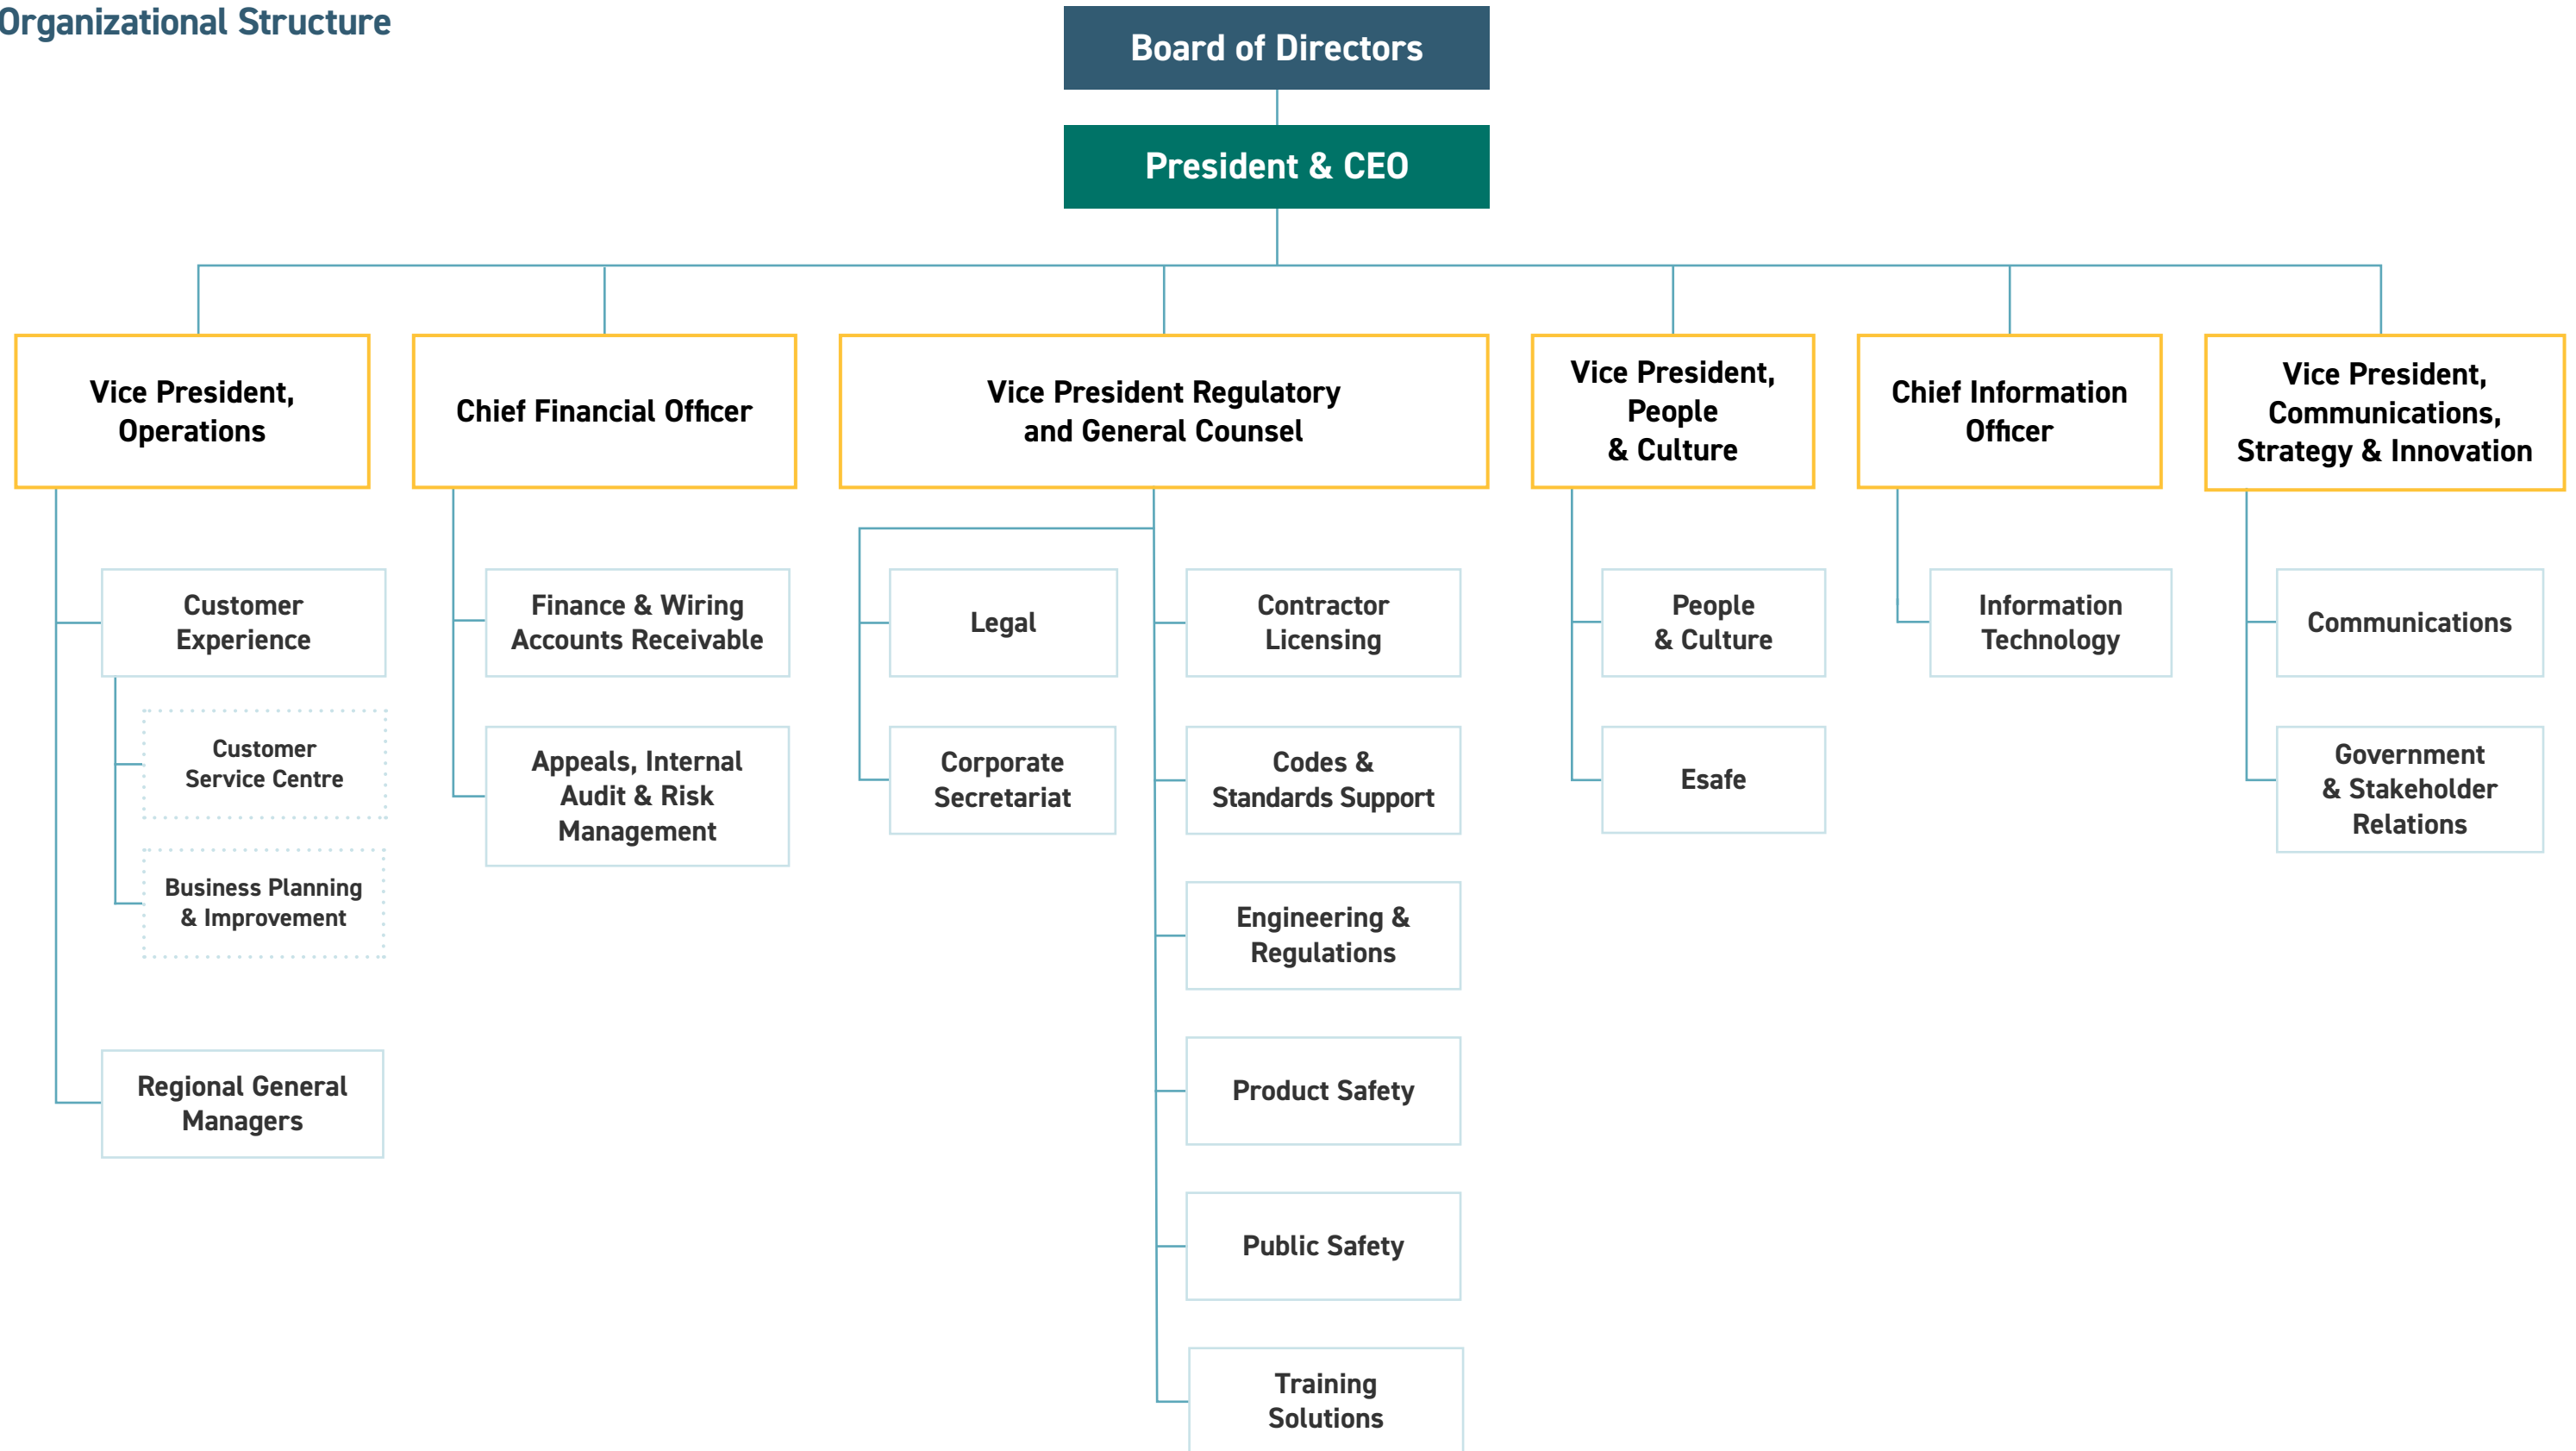 Organizational Structure
Board of Directors
President & CEO
Vice President,
Operations
Chief Financial Officer
Vice President Regulatory
and General Counsel
Vice President,
People
& Culture
Chief Information
Officer
Vice President,
Communications,
Strategy & Innovation
Customer
Experience
Customer
Service Centre
Business Planning
& Improvement
Regional General
Managers
Finance & Wiring
Accounts Receivable
Appeals, Internal
Audit & Risk
Management
Legal
Corporate
Secretariat
Contractor
Licensing
Codes &
Standards Support
Engineering &
Regulations
Product Safety
Public Safety
Training
Solutions
People
& Culture
Esafe
Information
Technology
Communications
Government
& Stakeholder
Relations